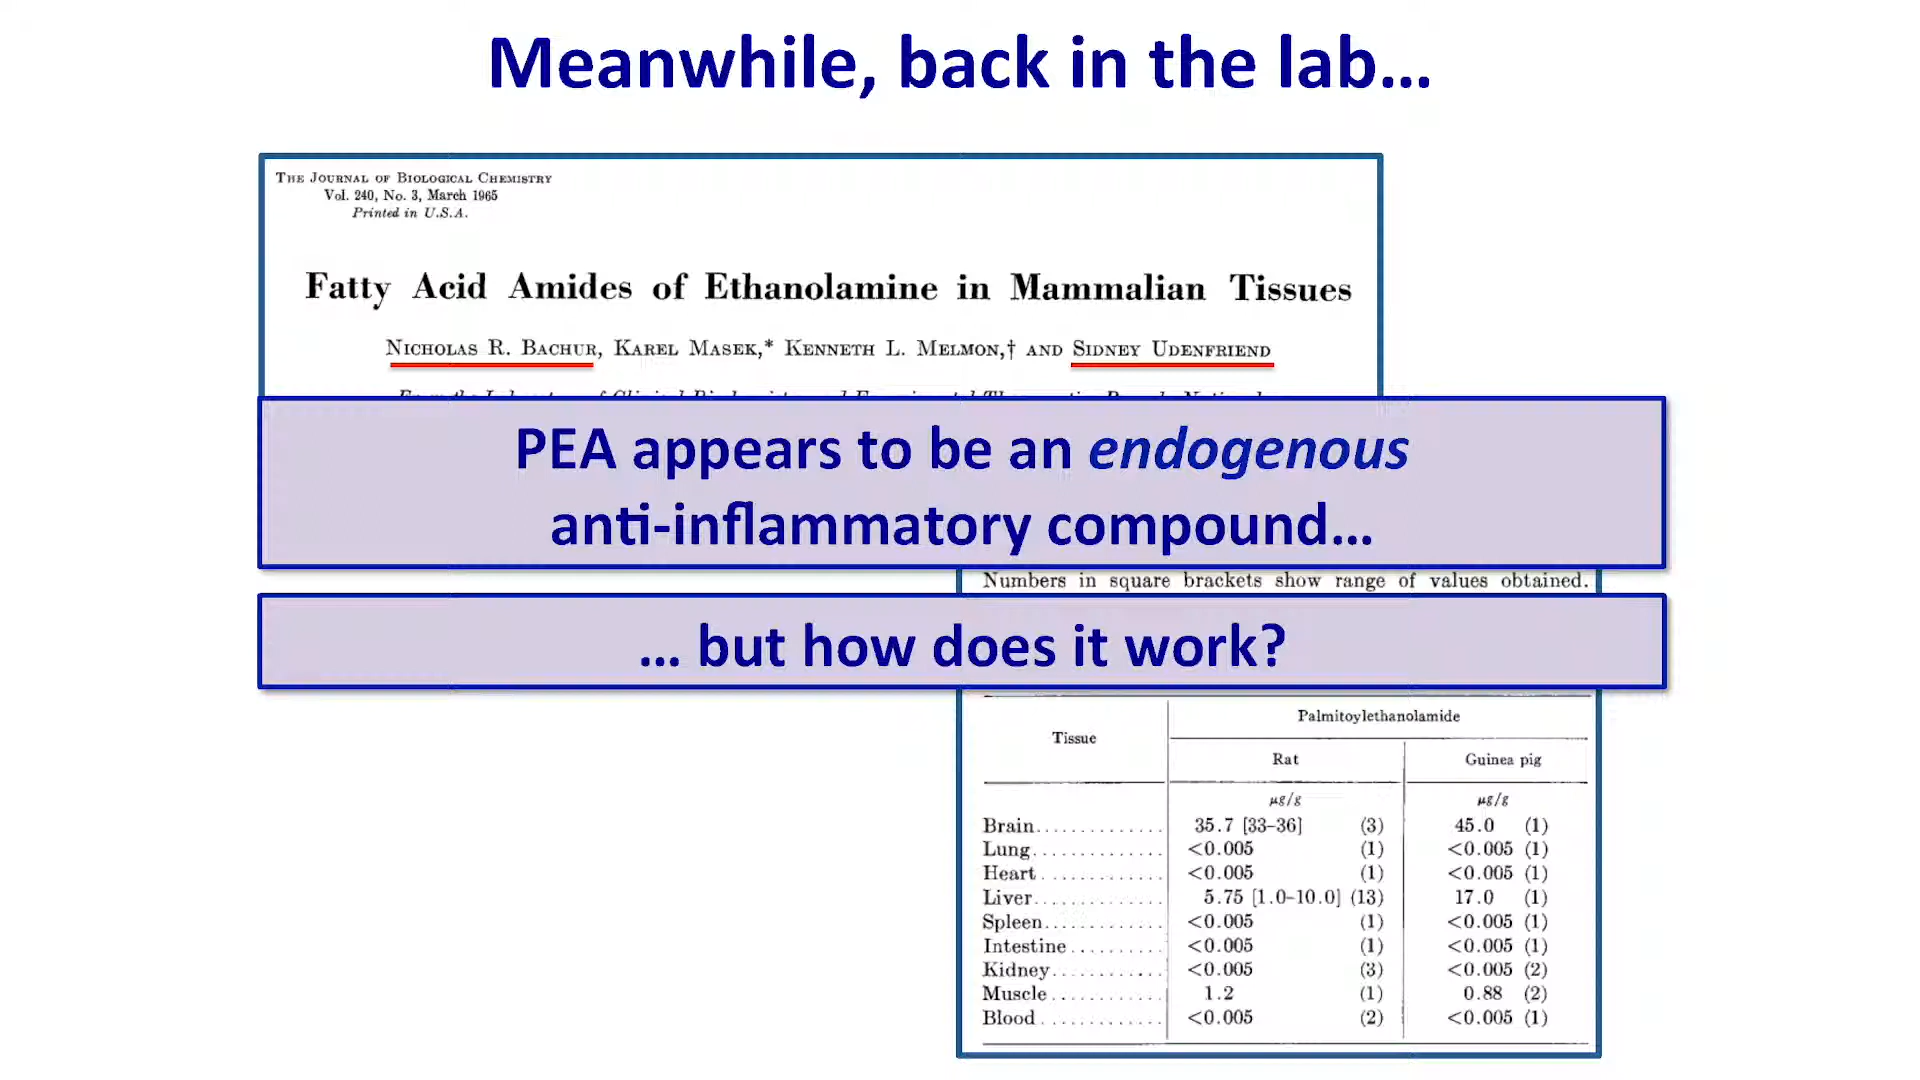 Meanwhile, back in the lab...
The Journal of Biological Chemistry
Vol. 240, No. 3, March 1965
Printed in U.S.A.
Fatty Acid Amides of Ethanolamine in Mammalian Tissues
Nicholas R. Bachur, Karel Masek,* Kenneth L. Melmon,† and Sidney Udenfriend
PEA appears to be an endogenous
anti-inflammatory compound...
Numbers in square brackets show range of values obtained.
... but how does it work?
Tissue Palmitoylethanolamide
Rat Guinea pig
μg/g μg/g
Brain.............. 35.7 [33–36] (3) 45.0 (1)
Lung.............. <0.005 (1) <0.005 (1)
Heart............. <0.005 (1) <0.005 (1)
Liver.............. 5.75 [1.0–10.0] (13) 17.0 (1)
Spleen............. <0.005 (1) <0.005 (1)
Intestine.......... <0.005 (1) <0.005 (1)
Kidney............ <0.005 (3) <0.005 (2)
Muscle............ 1.2 (1) 0.88 (2)
Blood............. <0.005 (2) <0.005 (1)